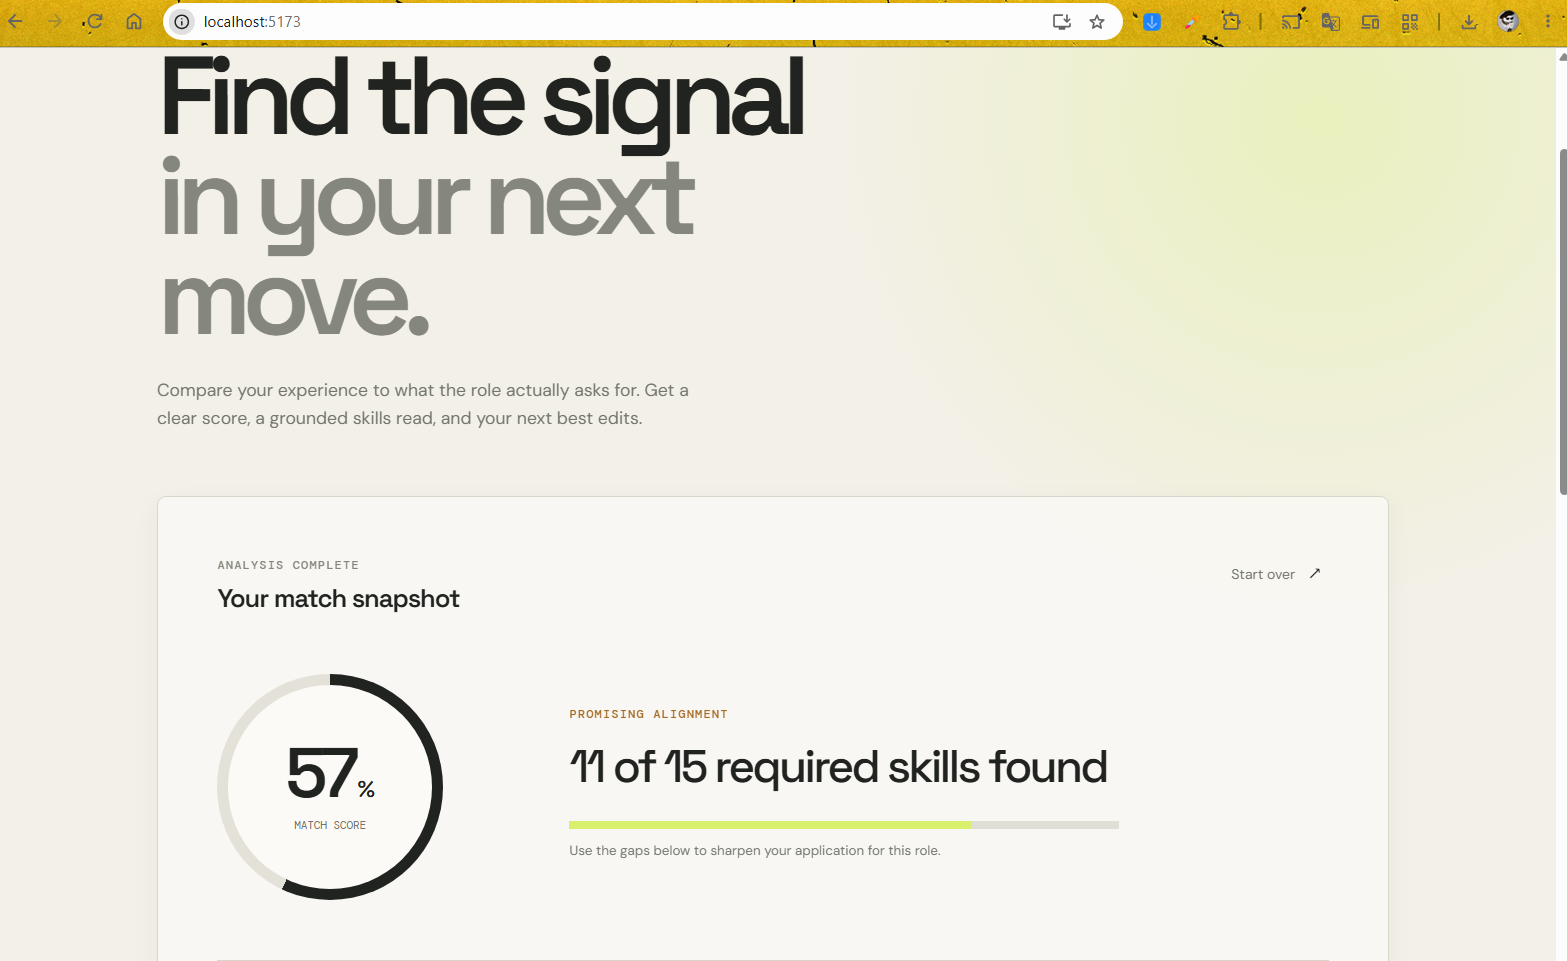 localhost:5173
Find the signal
in your next
move.
Compare your experience to what the role actually asks for. Get a
clear score, a grounded skills read, and your next best edits.
ANALYSIS COMPLETE
Your match snapshot
Start over ↗
57%
MATCH SCORE
PROMISING ALIGNMENT
11 of 15 required skills found
Use the gaps below to sharpen your application for this role.